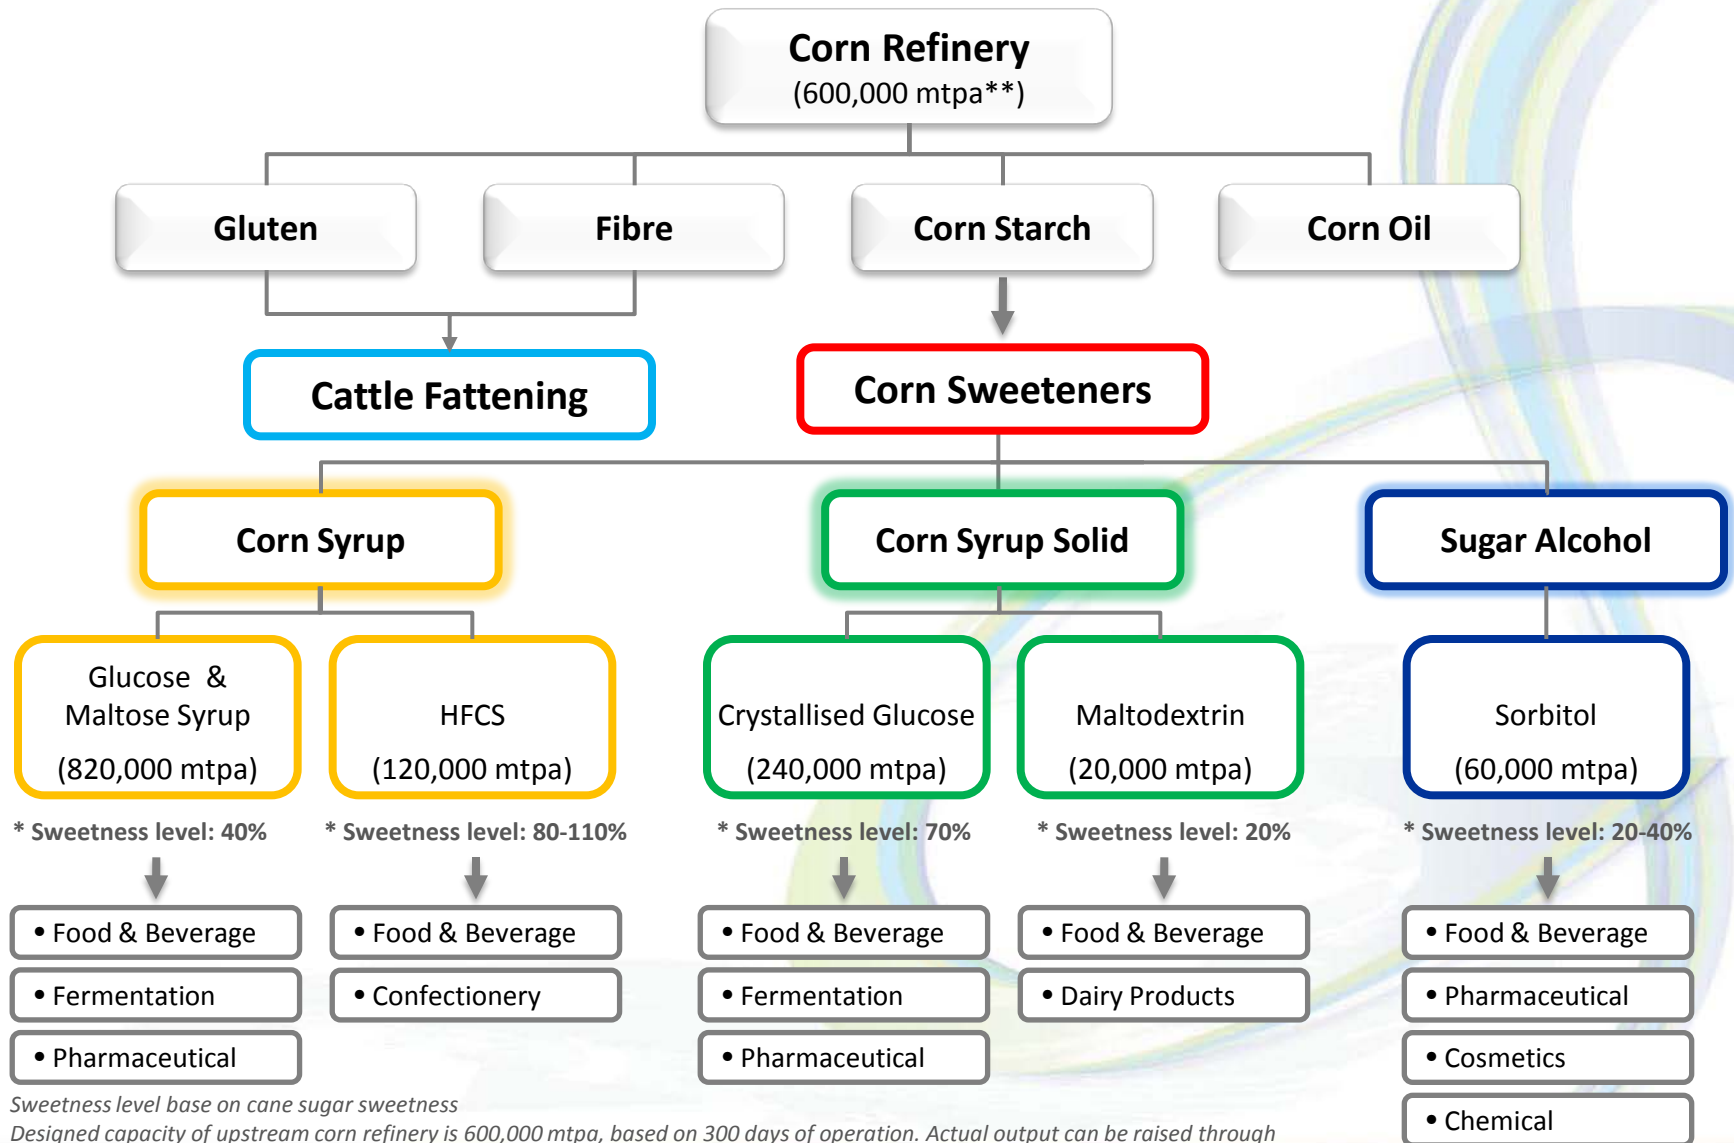 Corn Refinery
(600,000 mtpa**)
Gluten
Fibre
Corn Starch
Corn Oil
Cattle Fattening
Corn Sweeteners
Corn Syrup
Corn Syrup Solid
Sugar Alcohol
Glucose &
Maltose Syrup
(820,000 mtpa)
HFCS
(120,000 mtpa)
Crystallised Glucose
(240,000 mtpa)
Maltodextrin
(20,000 mtpa)
Sorbitol
(60,000 mtpa)
* Sweetness level: 40%
* Sweetness level: 80-110%
* Sweetness level: 70%
* Sweetness level: 20%
* Sweetness level: 20-40%
• Food & Beverage
• Fermentation
• Pharmaceutical
• Food & Beverage
• Confectionery
• Food & Beverage
• Fermentation
• Pharmaceutical
• Food & Beverage
• Dairy Products
• Food & Beverage
• Pharmaceutical
• Cosmetics
• Chemical
Sweetness level base on cane sugar sweetness
Designed capacity of upstream corn refinery is 600,000 mtpa, based on 300 days of operation. Actual output can be raised through